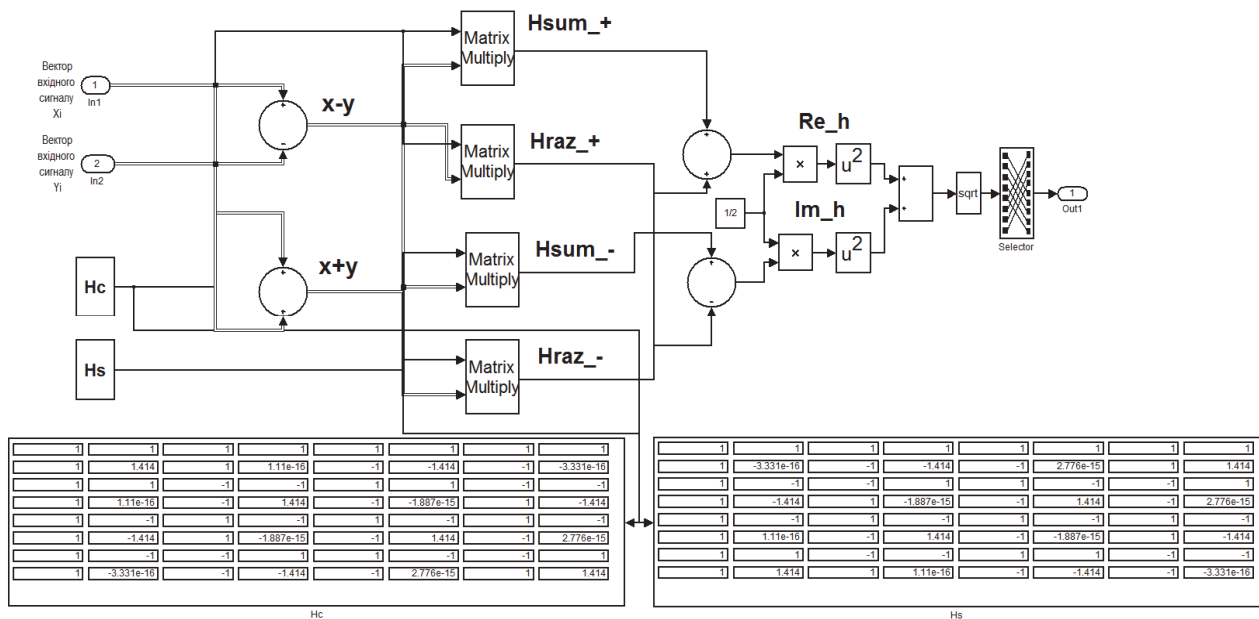 Вектор
вхідного
сигналу
Xi
1
In1
Вектор
вхідного
сигналу
Yi
2
In2
Hc
Hs
+
-
x-y
+
+
x+y
Matrix
Multiply
Hsum_+
Matrix
Multiply
Hraz_+
Matrix
Multiply
Hsum_-
Matrix
Multiply
Hraz_-
+
+
+
-
1/2
Re_h
×
u2
Im_h
×
u2
+
+
sqrt
Selector
1
Out1
1 1 1 1 1 1 1 1
1 1.414 1 1.11e-16 -1 -1.414 -1 -3.331e-16
1 1 -1 -1 1 1 -1 -1
1 1.11e-16 -1 1.414 -1 -1.887e-15 1 -1.414
1 -1 1 -1 1 -1 1 -1
1 -1.414 1 -1.887e-15 -1 1.414 -1 2.776e-15
1 -1 -1 1 1 -1 -1 1
1 -3.331e-16 -1 -1.414 -1 2.776e-15 1 1.414
Hc
1 1 1 1 1 1 1 1
1 -3.331e-16 -1 -1.414 -1 2.776e-15 1 1.414
1 -1 -1 1 1 -1 -1 1
1 -1.414 1 -1.887e-15 -1 1.414 -1 2.776e-15
1 -1 1 -1 1 -1 1 -1
1 1.11e-16 -1 1.414 -1 -1.887e-15 1 -1.414
1 1 -1 -1 1 1 -1 -1
1 1.414 1 1.11e-16 -1 -1.414 -1 -3.331e-16
Hs